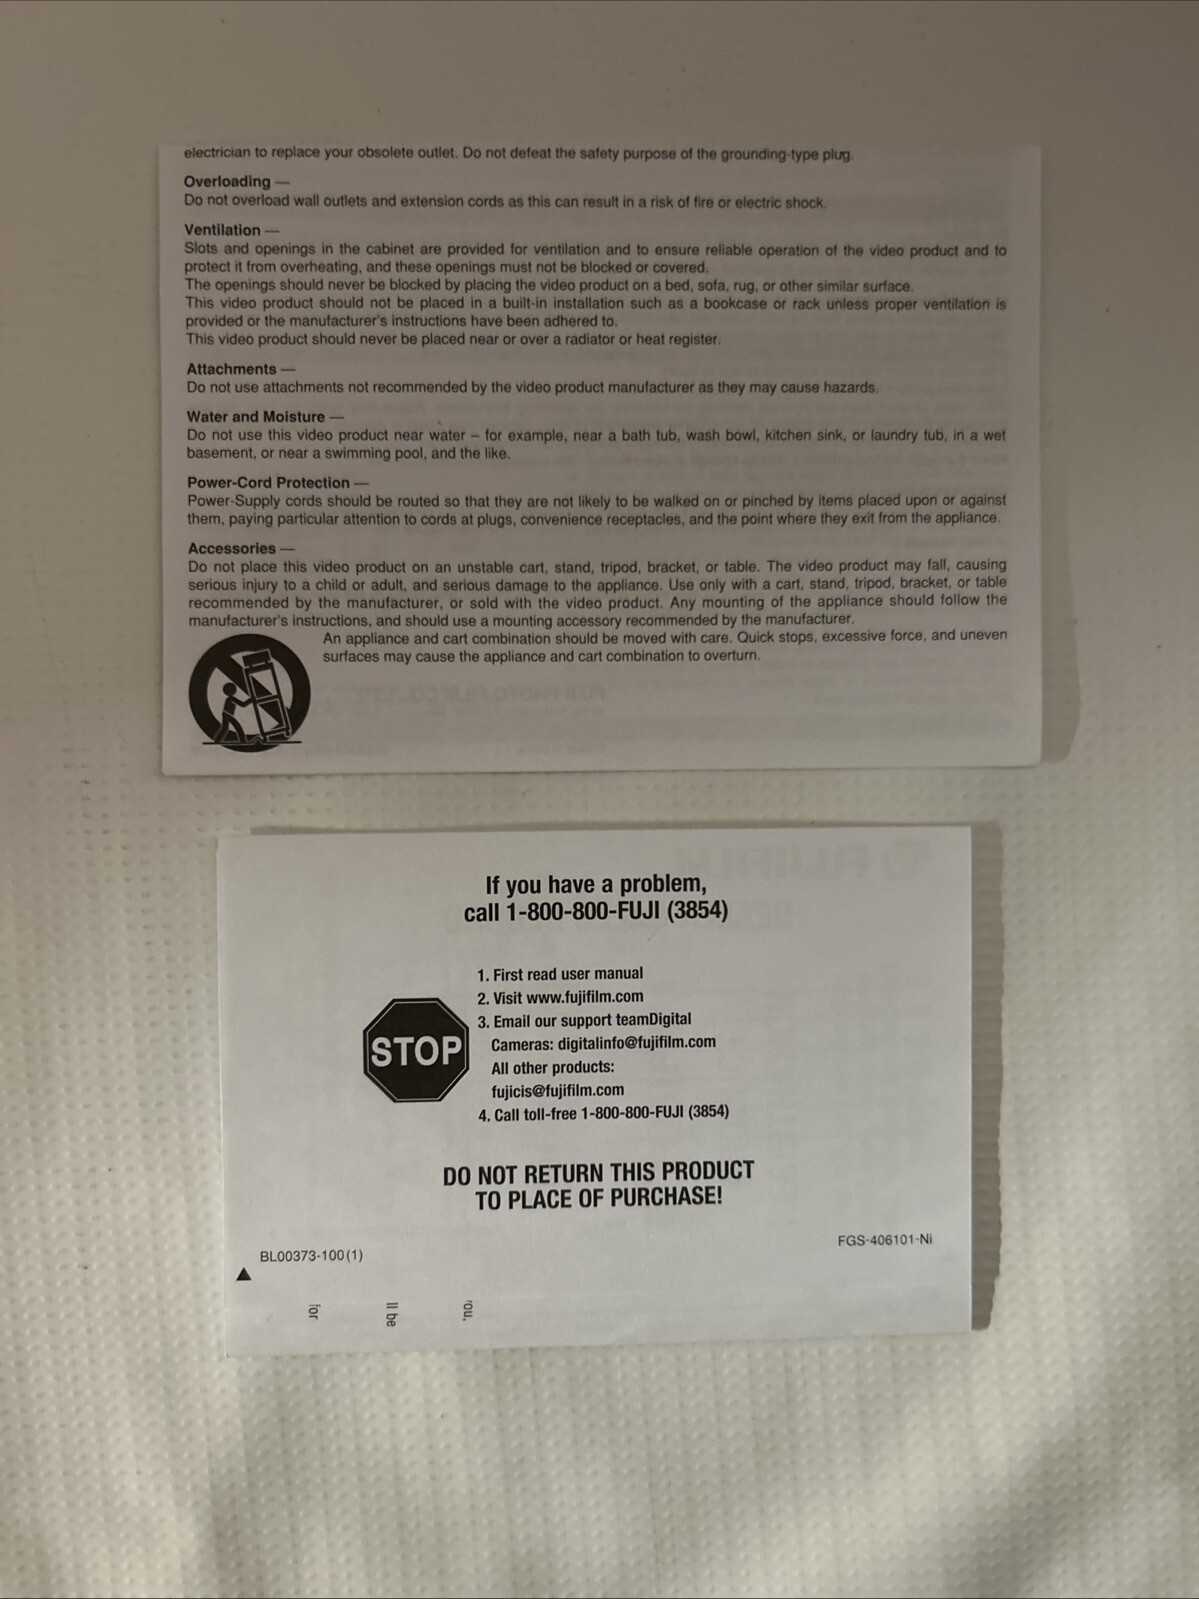 electrician to replace your obsolete outlet. Do not defeat the safety purpose of the grounding-type plug.
Overloading —
Do not overload wall outlets and extension cords as this can result in a risk of fire or electric shock.
Ventilation —
Slots and openings in the cabinet are provided for ventilation and to ensure reliable operation of the video product and to
protect it from overheating, and these openings must not be blocked or covered.
The openings should never be blocked by placing the video product on a bed, sofa, rug, or other similar surface.
This video product should not be placed in a built-in installation such as a bookcase or rack unless proper ventilation is
provided or the manufacturer's instructions have been adhered to.
This video product should never be placed near or over a radiator or heat register.
Attachments —
Do not use attachments not recommended by the video product manufacturer as they may cause hazards.
Water and Moisture —
Do not use this video product near water – for example, near a bath tub, wash bowl, kitchen sink, or laundry tub, in a wet
basement, or near a swimming pool, and the like.
Power-Cord Protection —
Power-Supply cords should be routed so that they are not likely to be walked on or pinched by items placed upon or against
them, paying particular attention to cords at plugs, convenience receptacles, and the point where they exit from the appliance.
Accessories —
Do not place this video product on an unstable cart, stand, tripod, bracket, or table. The video product may fall, causing
serious injury to a child or adult, and serious damage to the appliance. Use only with a cart, stand, tripod, bracket, or table
recommended by the manufacturer, or sold with the video product. Any mounting of the appliance should follow the
manufacturer's instructions, and should use a mounting accessory recommended by the manufacturer.
An appliance and cart combination should be moved with care. Quick stops, excessive force, and uneven
surfaces may cause the appliance and cart combination to overturn.
If you have a problem,
call 1-800-800-FUJI (3854)
STOP
1. First read user manual
2. Visit www.fujifilm.com
3. Email our support teamDigital
Cameras: digitalinfo@fujifilm.com
All other products:
fujicis@fujifilm.com
4. Call toll-free 1-800-800-FUJI (3854)
DO NOT RETURN THIS PRODUCT
TO PLACE OF PURCHASE!
FGS-406101-Ni
BL00373-100(1)
for
ll be
you,